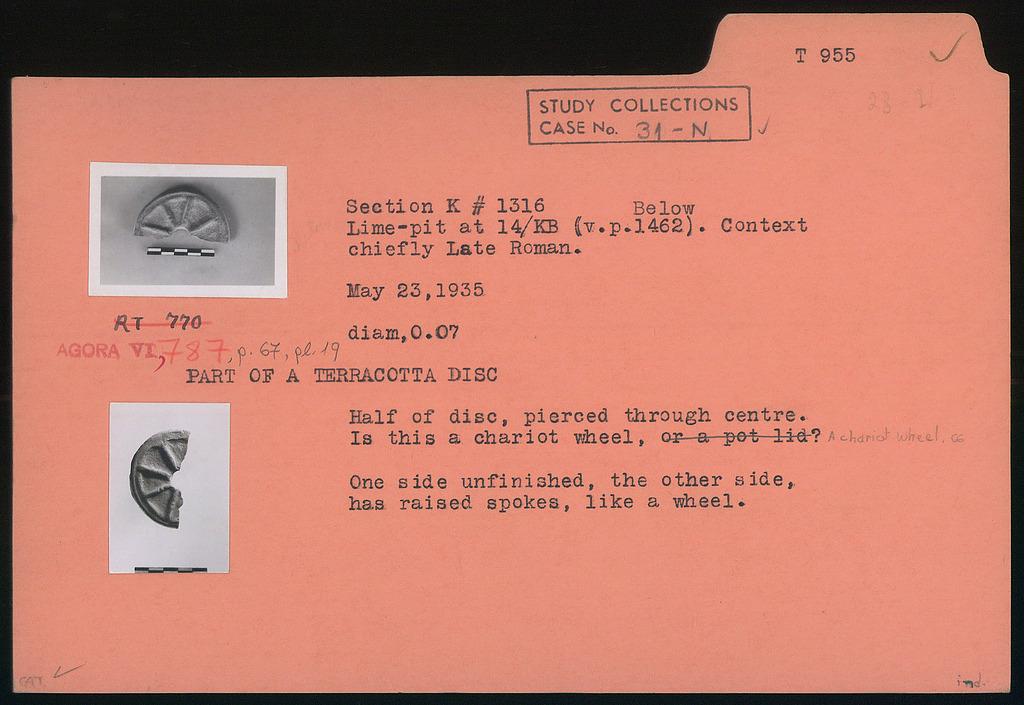 T 955
STUDY COLLECTIONS
CASE No. 31-N
Section K # 1316 Below
Lime-pit at 14/KB (v.p.1462). Context
chiefly Late Roman.
May 23,1935
RT 770
diam,0.07
AGORA VI, 787, p. 67, pl. 19
PART OF A TERRACOTTA DISC
Half of disc, pierced through centre.
Is this a chariot wheel, or a pot lid? A chariot wheel,
One side unfinished, the other side,
has raised spokes, like a wheel.
CAT.
ind.